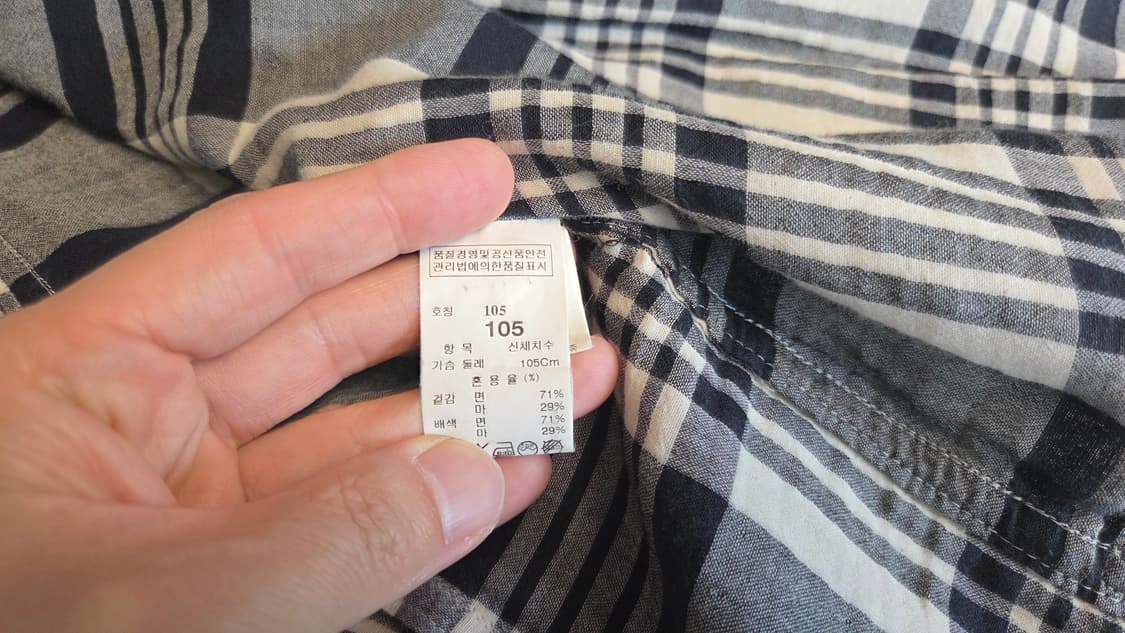 품질경영및공산품안전
관리법에의한품질표시
호칭 105
105
항 목 신체치수
가슴 둘레 105Cm
혼 용 율 (%)
겉감 면 71%
마 29%
배색 면 71%
마 29%